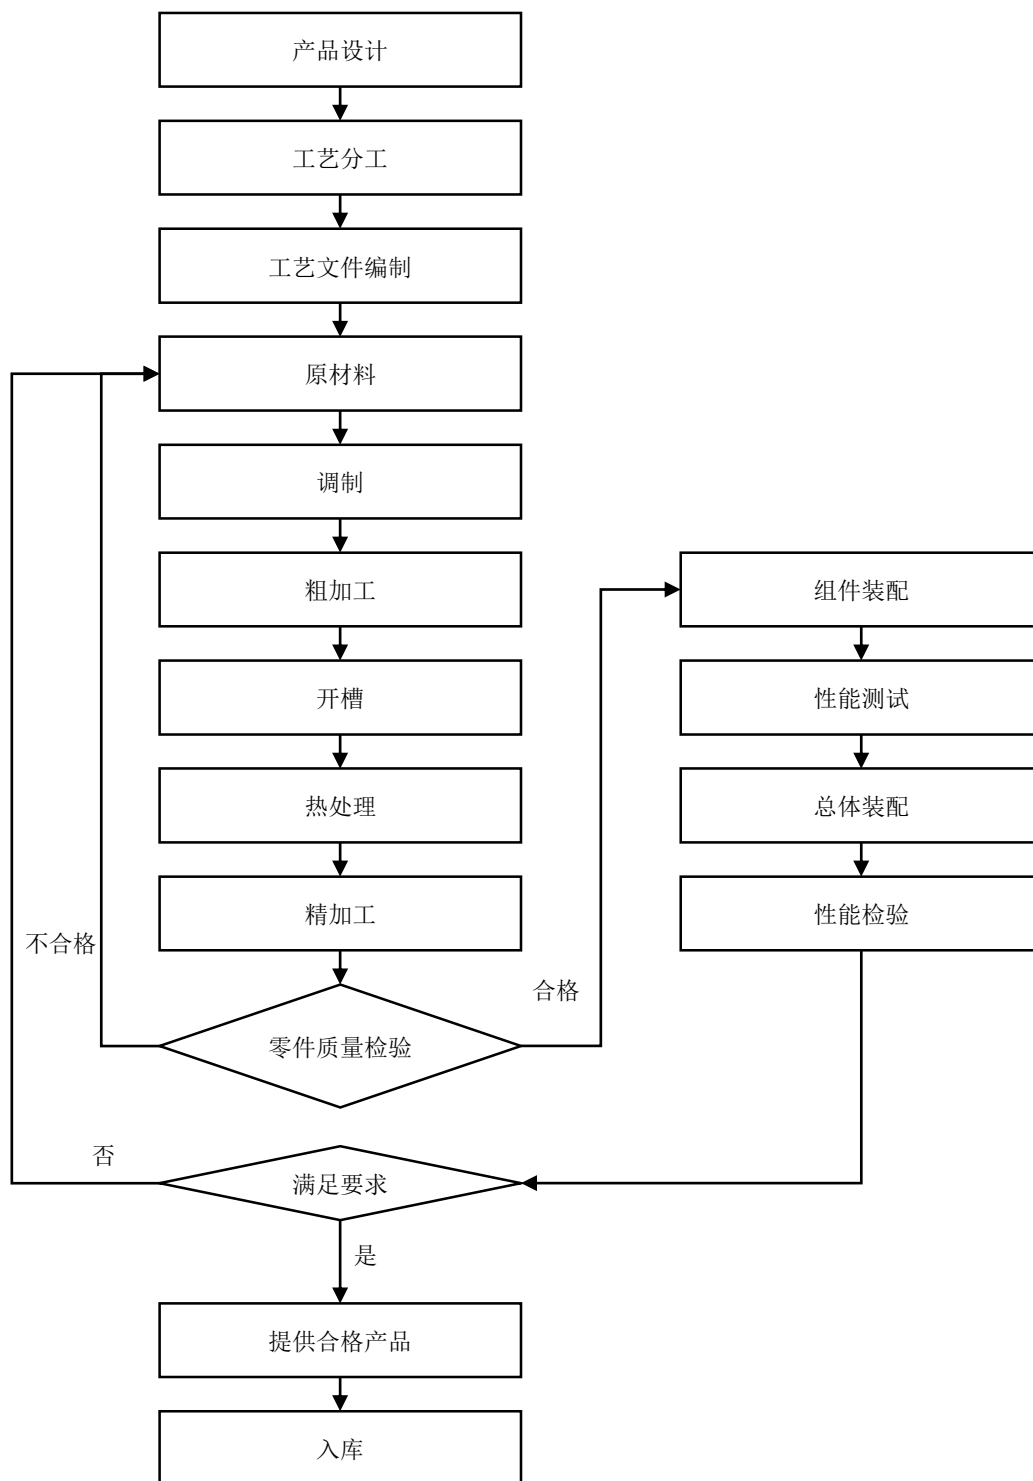 产品设计
工艺分工
工艺文件编制
原材料
调制
粗加工
开槽
热处理
精加工
不合格
零件质量检验
合格
组件装配
性能测试
总体装配
性能检验
否
满足要求
是
提供合格产品
入库